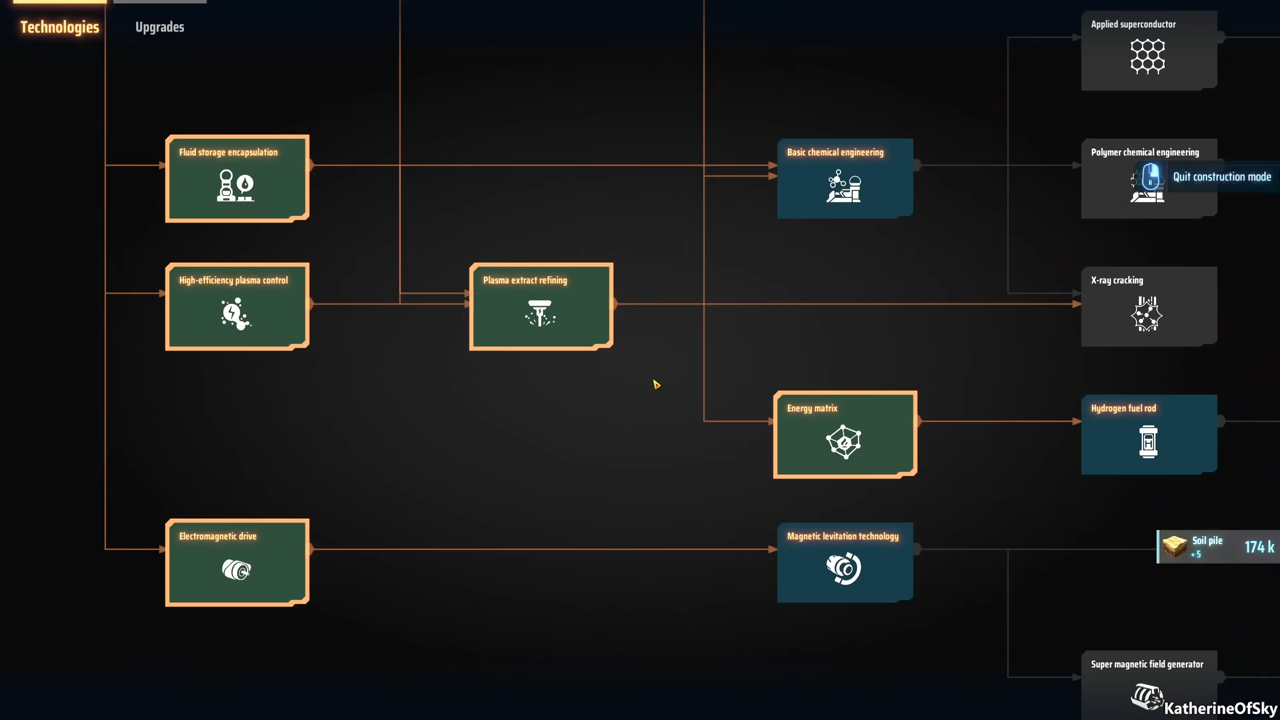 Technologies
Upgrades
Applied superconductor
Fluid storage encapsulation
Basic chemical engineering
Polymer chemical engineering
R
Quit construction mode
High-efficiency plasma control
Plasma extract refining
X-ray cracking
Energy matrix
Hydrogen fuel rod
Electromagnetic drive
Magnetic levitation technology
Soil pile
+5
174 k
Super magnetic field generator
KatherineOfSky